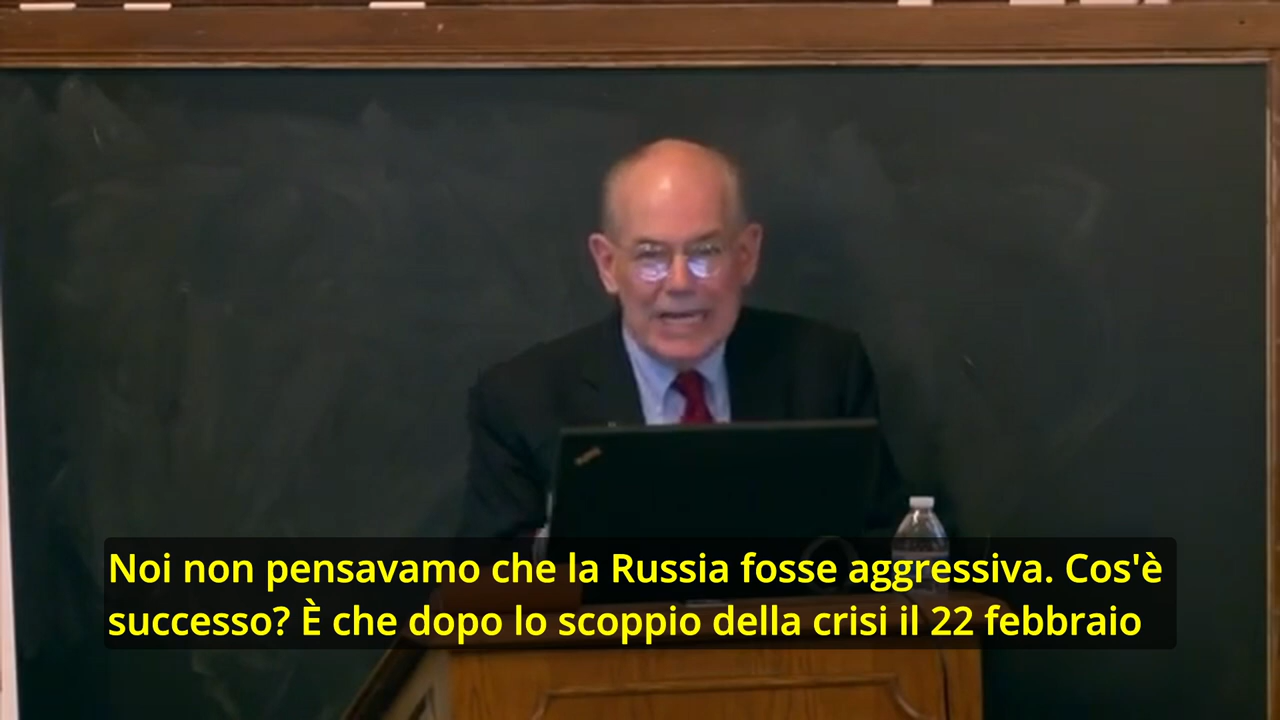 Noi non pensavamo che la Russia fosse aggressiva. Cos'è
successo? È che dopo lo scoppio della crisi il 22 febbraio